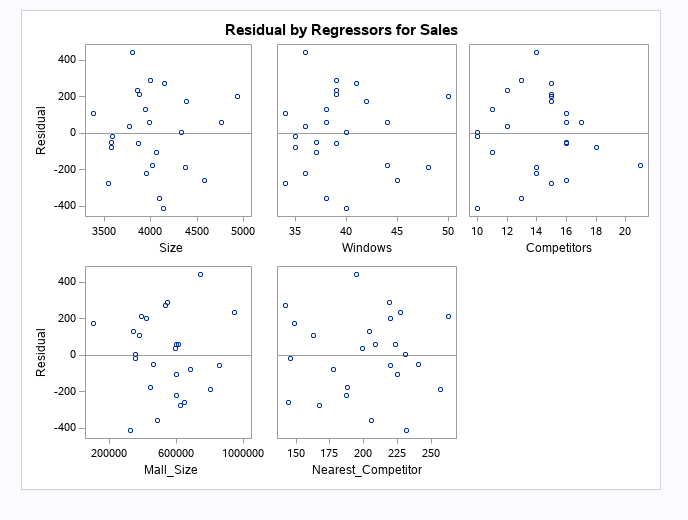 Residual by Regressors for Sales
Residual
400
200
0
-200
-400
3500 4000 4500 5000
Size
35 40 45 50
Windows
10 12 14 16 18 20
Competitors
Residual
400
200
0
-200
-400
200000 600000 1000000
Mall_Size
150 175 200 225 250
Nearest_Competitor